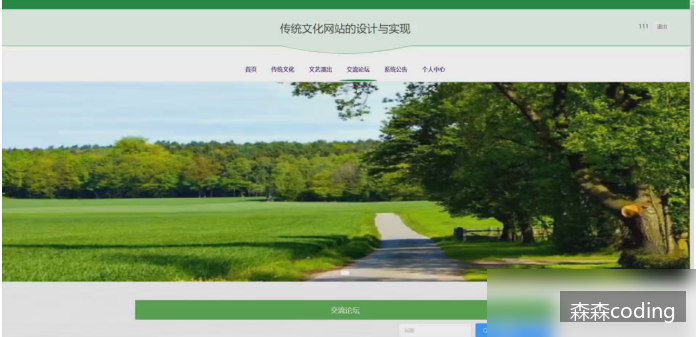 传统文化网站的设计与实现
111 退出
首页 传统文化 文艺演出 交流论坛 系统公告 个人中心
交流论坛
标题
森森coding